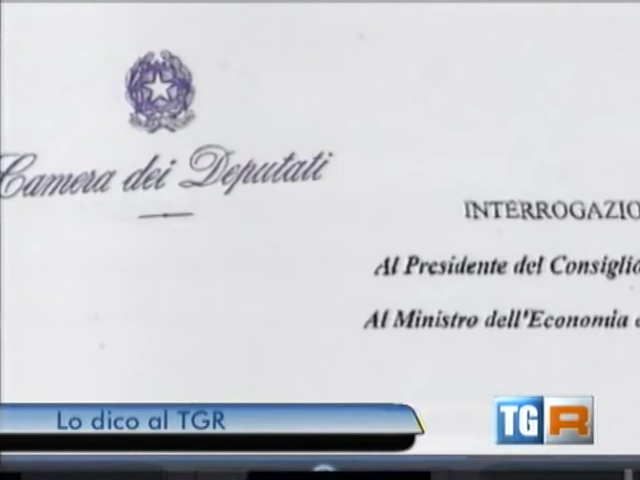 Camera dei Deputati
INTERROGAZIO
Al Presidente del Consiglio
Al Ministro dell'Economia
Lo dico al TGR
TGR